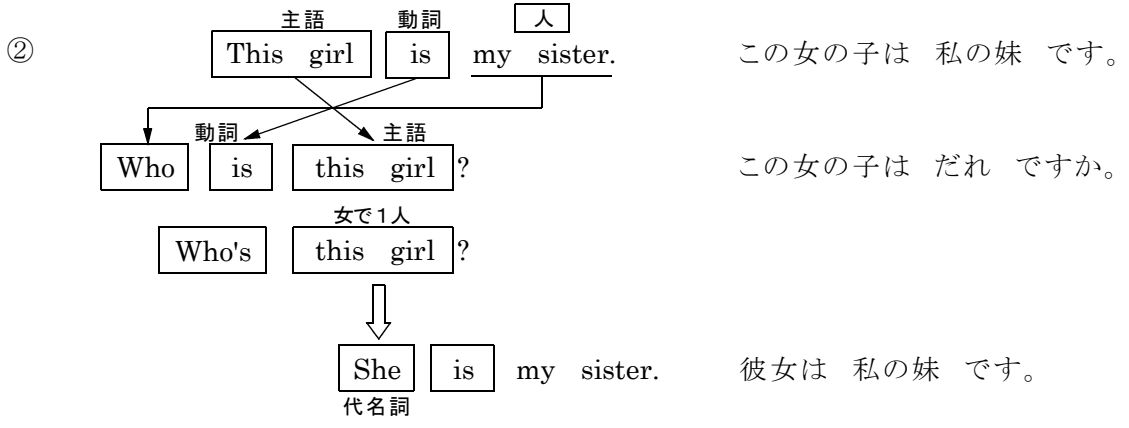 主語 動詞 人
② This girl is my sister. この女の子は 私の妹 です。
動詞 主語
Who is this girl? この女の子は だれ ですか。
女で1人
Who's this girl?
She is my sister. 彼女は 私の妹 です。
代名詞